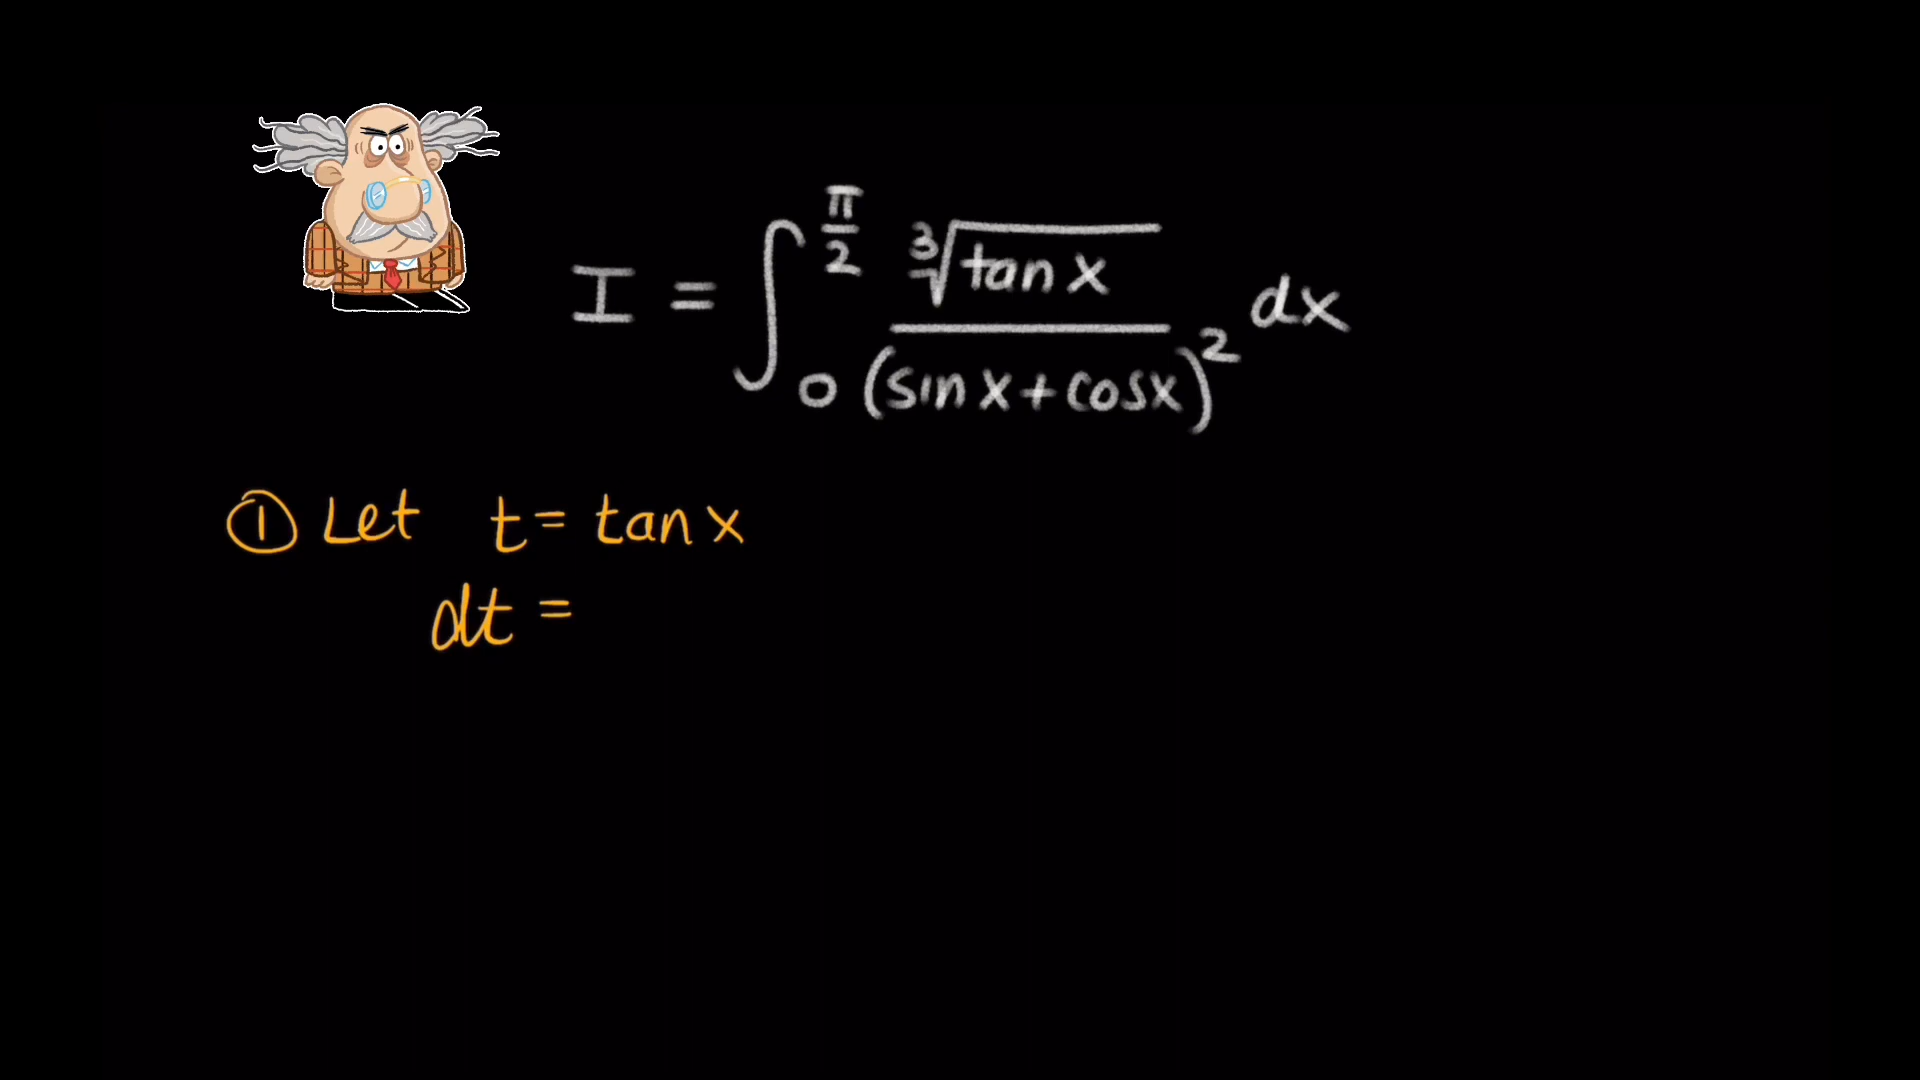 I = ∫₀^(π/2) ∛(tan x) / (sin x + cos x)² dx
① Let t = tan x
dt =